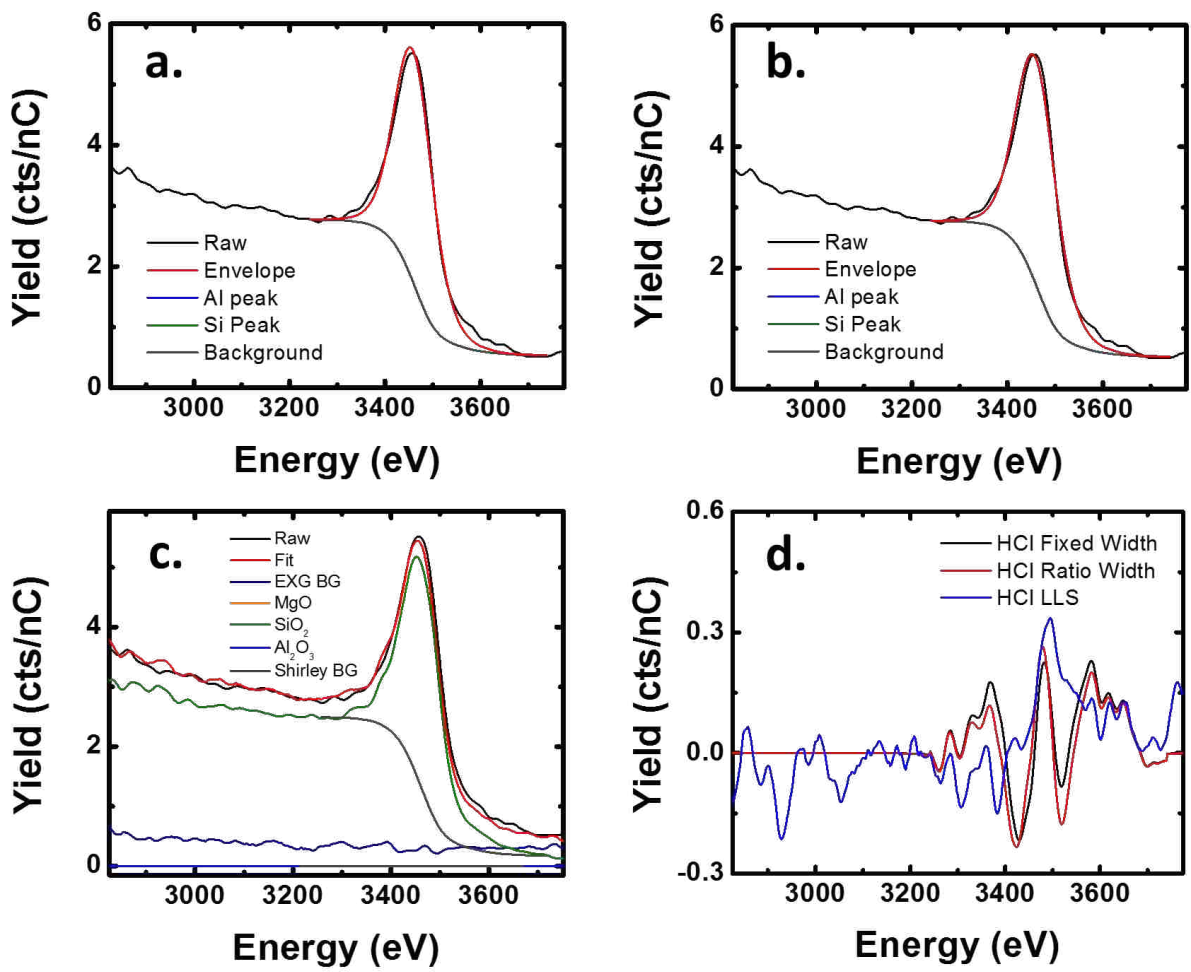 a.
Yield (cts/nC)
6
4
2
0
Raw
Envelope
Al peak
Si Peak
Background
3000 3200 3400 3600
Energy (eV)
b.
Yield (cts/nC)
6
4
2
0
Raw
Envelope
Al peak
Si Peak
Background
3000 3200 3400 3600
Energy (eV)
c.
Yield (cts/nC)
4
2
0
Raw
Fit
EXG BG
MgO
SiO₂
Al₂O₃
Shirley BG
3000 3200 3400 3600
Energy (eV)
d.
Yield (cts/nC)
0.6
0.3
0.0
-0.3
HCl Fixed Width
HCl Ratio Width
HCl LLS
3000 3200 3400 3600
Energy (eV)